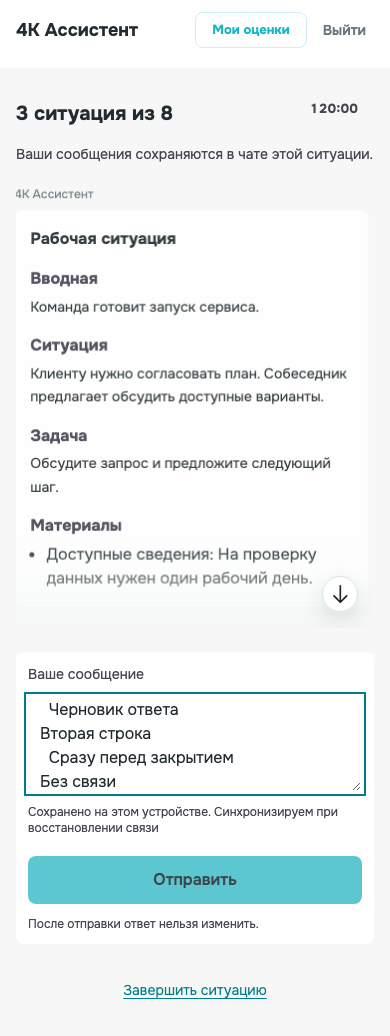 4К Ассистент
Мои оценки
Выйти
3 ситуация из 8
120:00
Ваши сообщения сохраняются в чате этой ситуации.
4К Ассистент
Рабочая ситуация
Вводная
Команда готовит запуск сервиса.
Ситуация
Клиенту нужно согласовать план. Собеседник
предлагает обсудить доступные варианты.
Задача
Обсудите запрос и предложите следующий
шаг.
Материалы
• Доступные сведения: На проверку
данных нужен один рабочий день.
Ваше сообщение
Черновик ответа
Вторая строка
Сразу перед закрытием
Без связи
Сохранено на этом устройстве. Синхронизируем при
восстановлении связи
Отправить
После отправки ответ нельзя изменить.
Завершить ситуацию